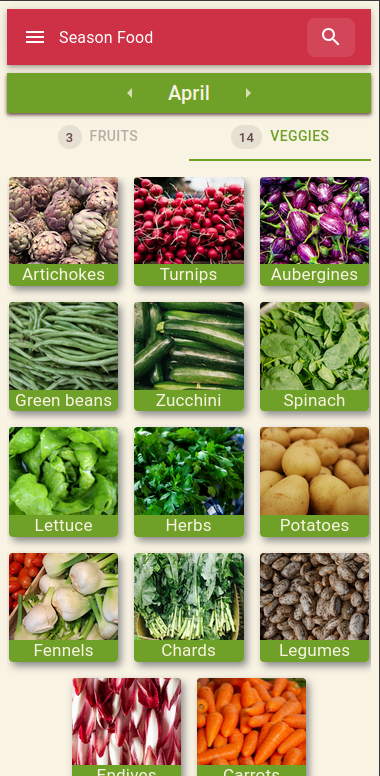 Season Food
April
3 FRUITS 14 VEGGIES
Artichokes Turnips Aubergines
Green beans Zucchini Spinach
Lettuce Herbs Potatoes
Fennels Chards Legumes
Endives Carrots